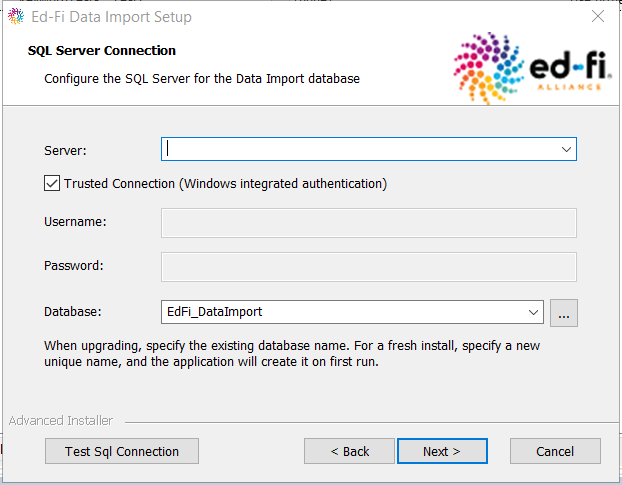 Ed-Fi Data Import Setup
SQL Server Connection
Configure the SQL Server for the Data Import database
ed-fi
ALLIANCE
Server:
Trusted Connection (Windows integrated authentication)
Username:
Password:
Database:
EdFi_DataImport
...
When upgrading, specify the existing database name. For a fresh install, specify a new
unique name, and the application will create it on first run.
Advanced Installer
Test Sql Connection
< Back
Next >
Cancel